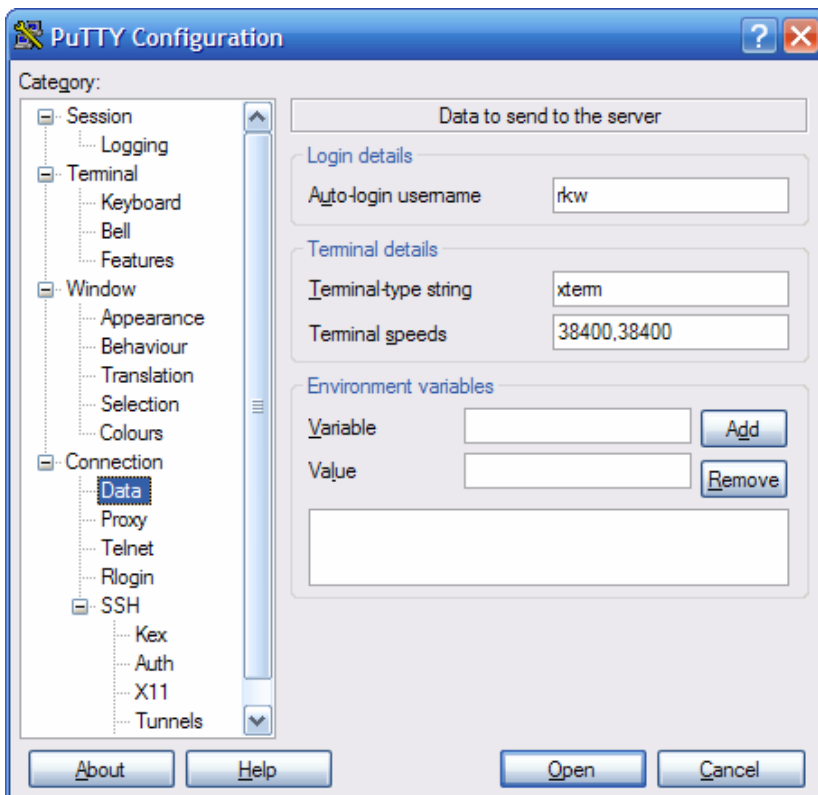 PuTTY Configuration
Category:
Session
Logging
Terminal
Keyboard
Bell
Features
Window
Appearance
Behaviour
Translation
Selection
Colours
Connection
Data
Proxy
Telnet
Rlogin
SSH
Kex
Auth
X11
Tunnels
Data to send to the server
Login details
Auto-login username rkw
Terminal details
Terminal-type string xterm
Terminal speeds 38400,38400
Environment variables
Variable Add
Value Remove
About Help Open Cancel